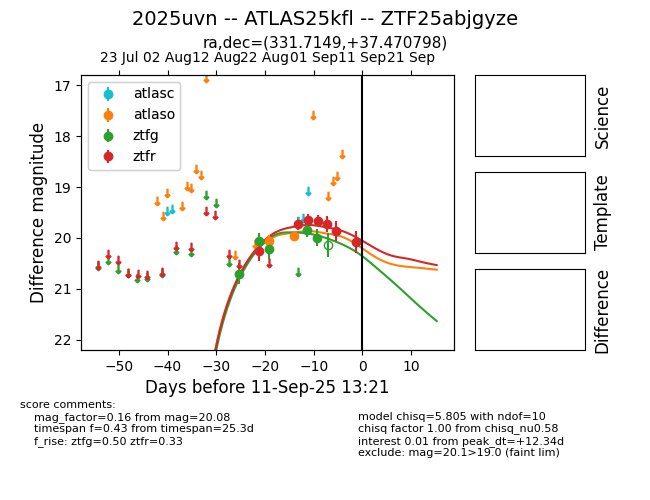 2025uvn -- ATLAS25kfl -- ZTF25abjgyze
ra,dec=(331.7149,+37.470798)
23 Jul 02 Aug 12 Aug 22 Aug 01 Sep 11 Sep 21 Sep
17
18
19
20
21
22
Difference magnitude
atlasc
atlaso
ztfg
ztfr
−50 −40 −30 −20 −10 0 10
Days before 11-Sep-25 13:21
Science
Template
Difference
score comments:
mag_factor=0.16 from mag=20.08
timespan f=0.43 from timespan=25.3d
f_rise: ztfg=0.50 ztfr=0.33
model chisq=5.805 with ndof=10
chisq factor 1.00 from chisq_nu0.58
interest 0.01 from peak_dt=+12.34d
exclude: mag=20.1>19.0 (faint lim)